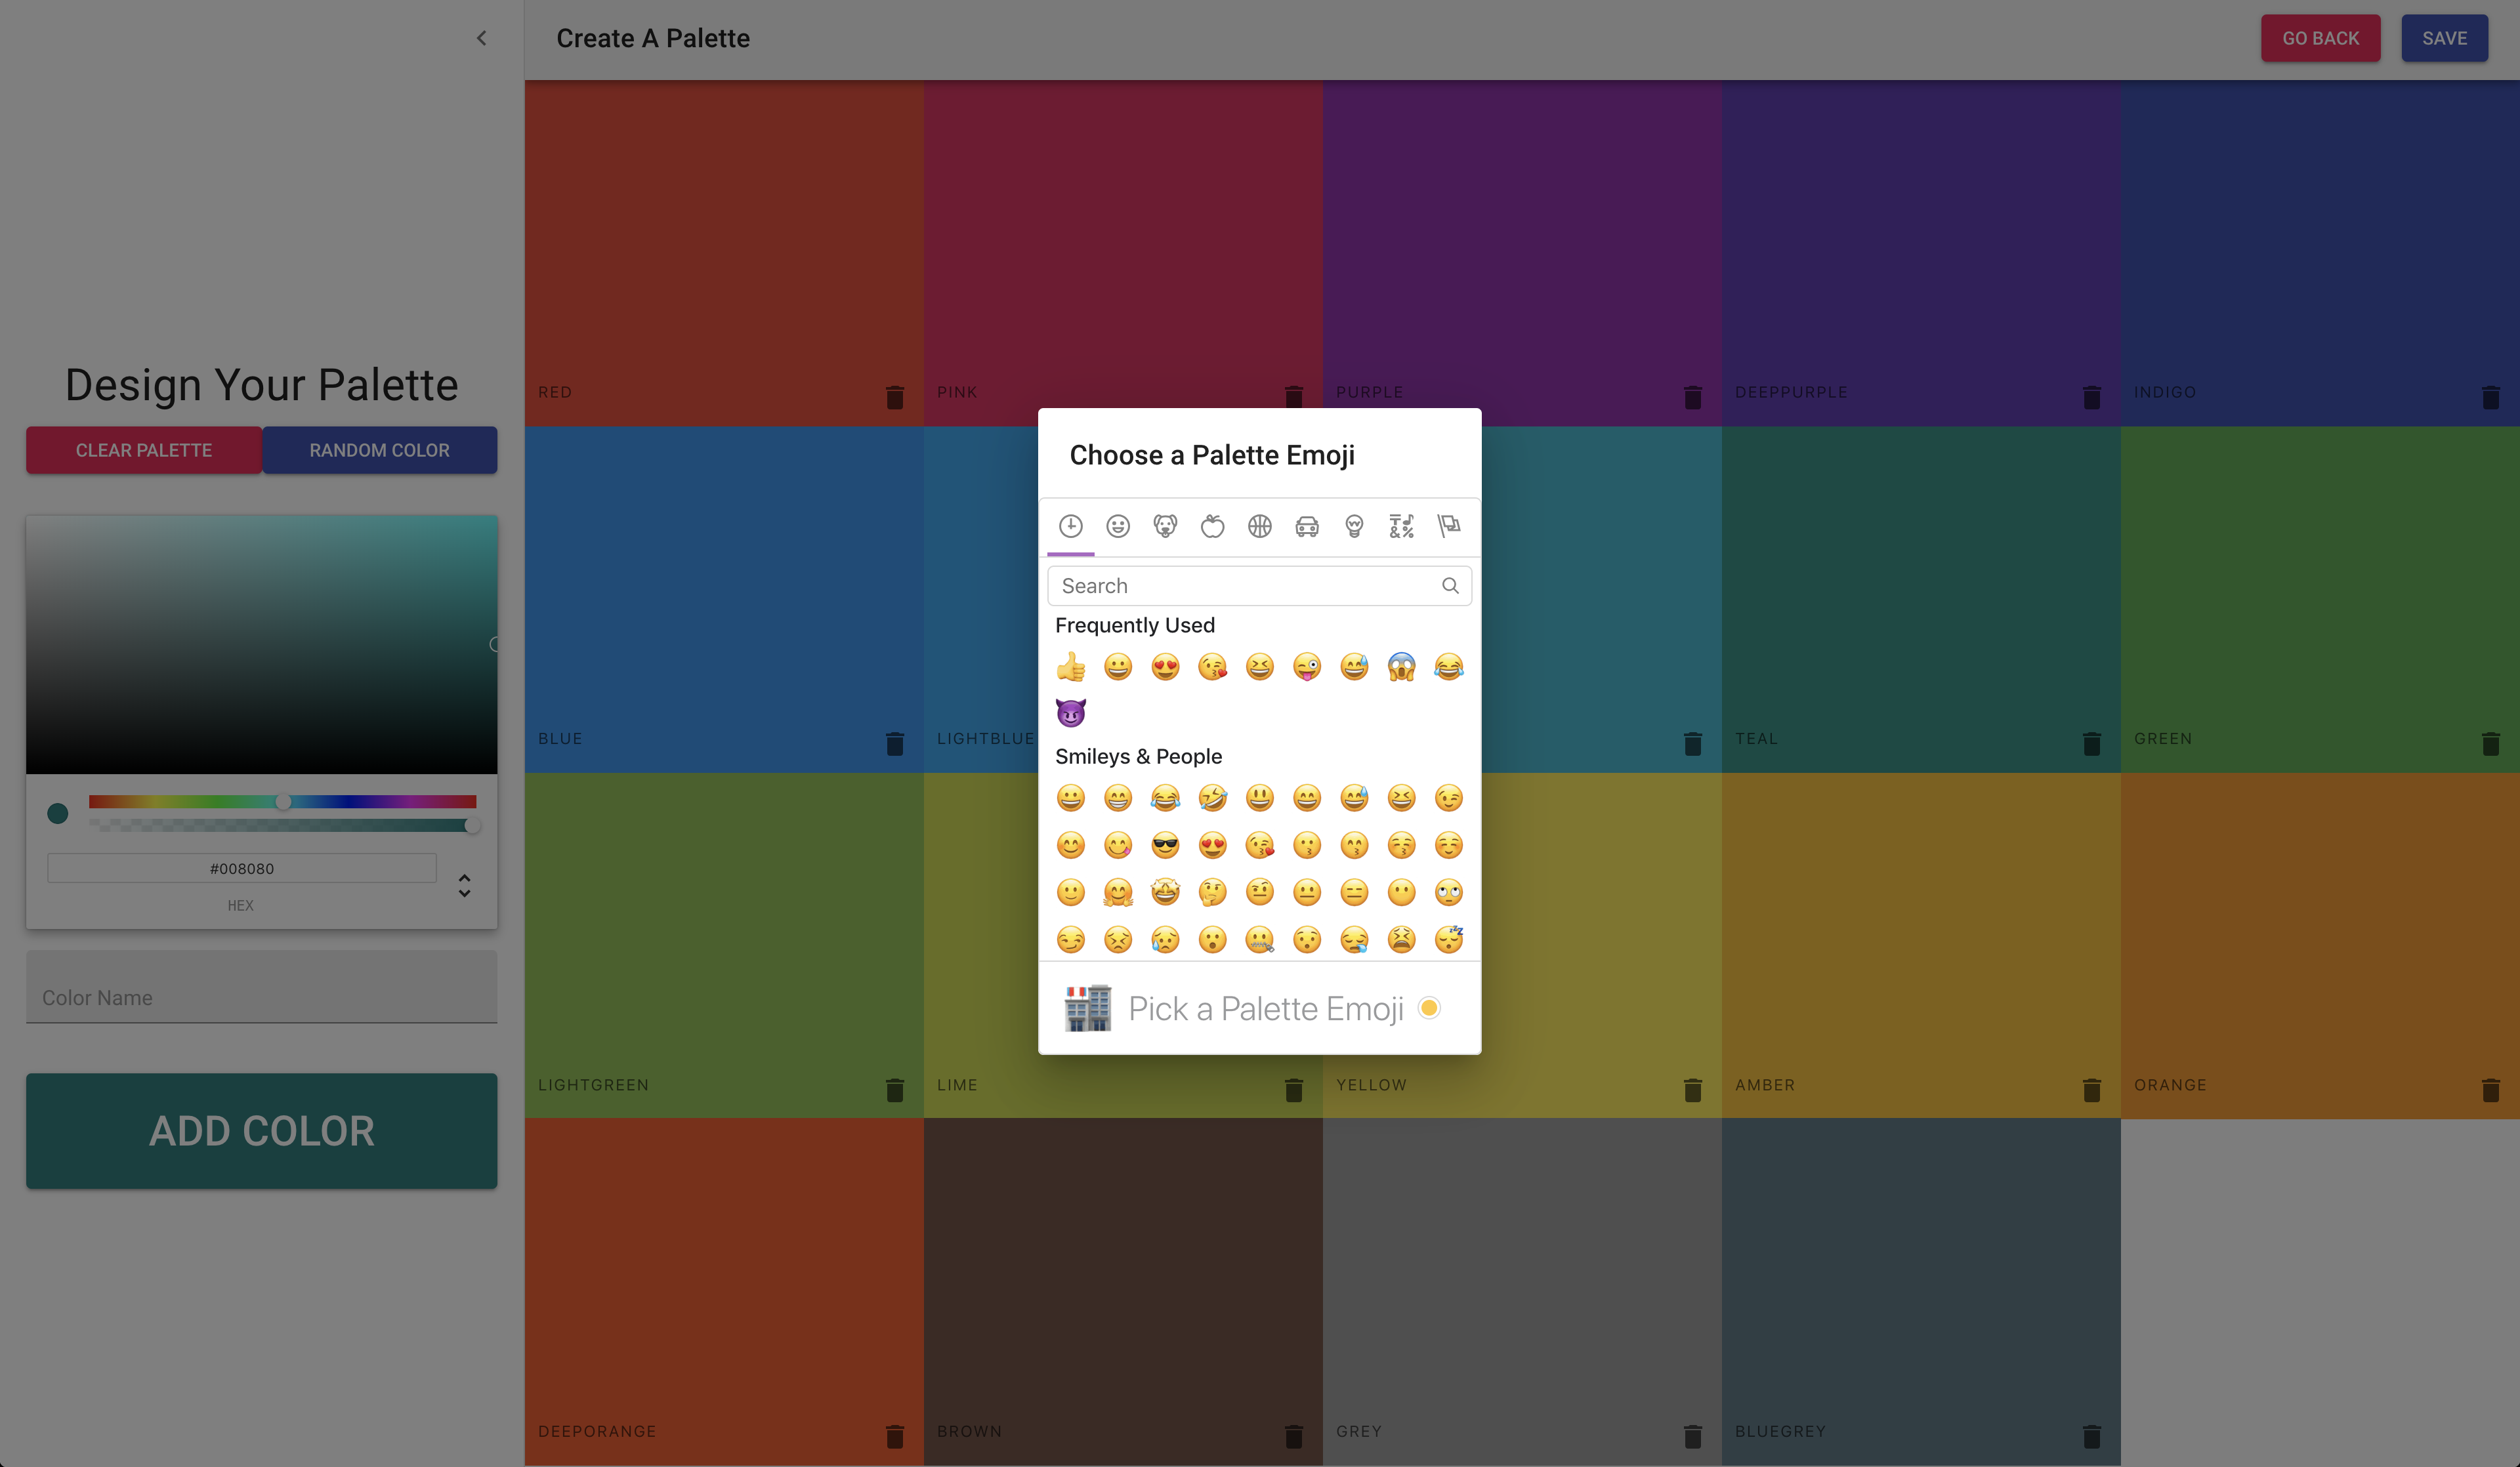 Create A Palette
GO BACK
SAVE
Design Your Palette
CLEAR PALETTE
RANDOM COLOR
#008080
HEX
Color Name
ADD COLOR
RED
PINK
PURPLE
DEEPPURPLE
INDIGO
BLUE
LIGHTBLUE
TEAL
GREEN
LIGHTGREEN
LIME
YELLOW
AMBER
ORANGE
DEEPORANGE
BROWN
GREY
BLUEGREY
Choose a Palette Emoji
Search
Frequently Used
Smileys & People
Pick a Palette Emoji